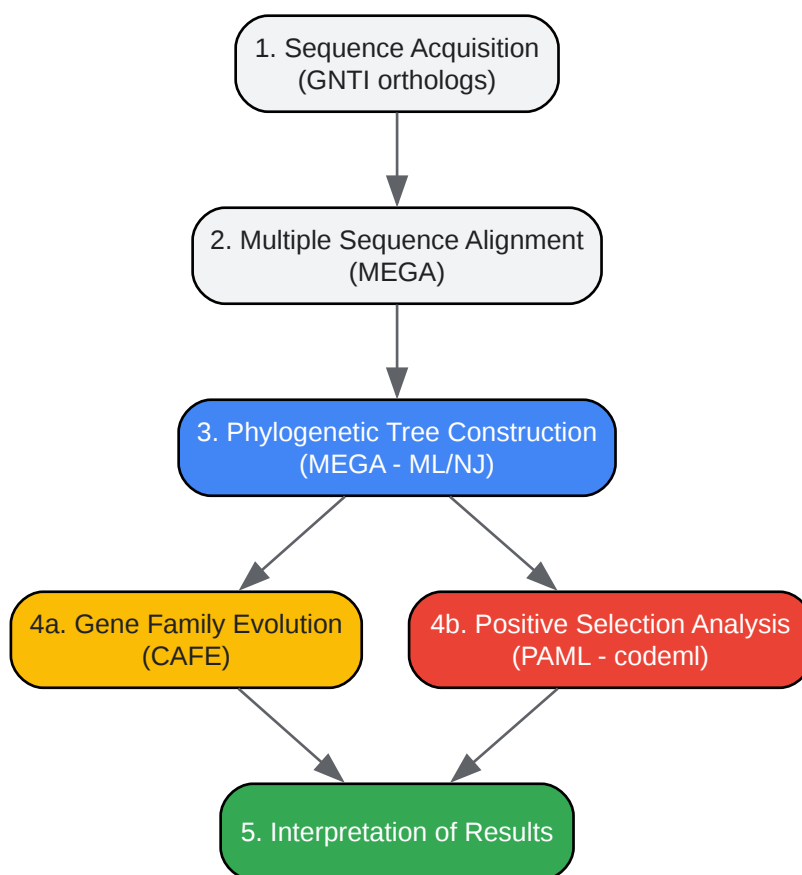 1. Sequence Acquisition
(GNTI orthologs)
2. Multiple Sequence Alignment
(MEGA)
3. Phylogenetic Tree Construction
(MEGA - ML/NJ)
4a. Gene Family Evolution
(CAFE)
4b. Positive Selection Analysis
(PAML - codeml)
5. Interpretation of Results